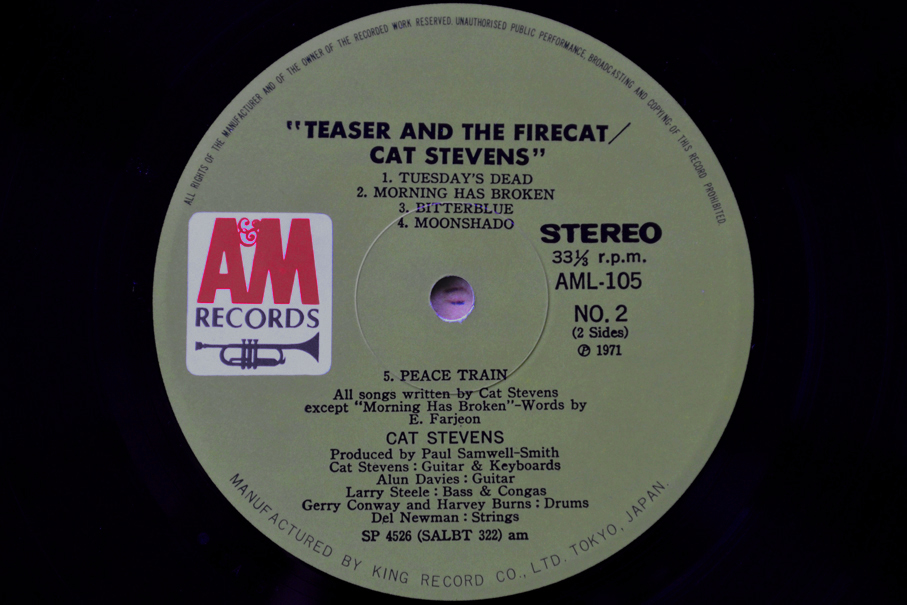 ALL RIGHTS OF THE MANUFACTURER AND OF THE OWNER OF THE RECORDED WORK RESERVED. UNAUTHORISED PUBLIC PERFORMANCE, BROADCASTING AND COPYING OF THIS RECORD PROHIBITED.
"TEASER AND THE FIRECAT/
CAT STEVENS"
1. TUESDAY'S DEAD
2. MORNING HAS BROKEN
3. BITTERBLUE
4. MOONSHADO
A&M
RECORDS
STEREO
33⅓ r.p.m.
AML-105
NO. 2
(2 Sides)
Ⓟ 1971
5. PEACE TRAIN
All songs written by Cat Stevens
except "Morning Has Broken"-Words by
E. Farjeon
CAT STEVENS
Produced by Paul Samwell-Smith
Cat Stevens : Guitar & Keyboards
Alun Davies : Guitar
Larry Steele : Bass & Congas
Gerry Conway and Harvey Burns : Drums
Del Newman : Strings
SP 4526 (SALBT 322) am
MANUFACTURED BY KING RECORD CO., LTD. TOKYO, JAPAN.